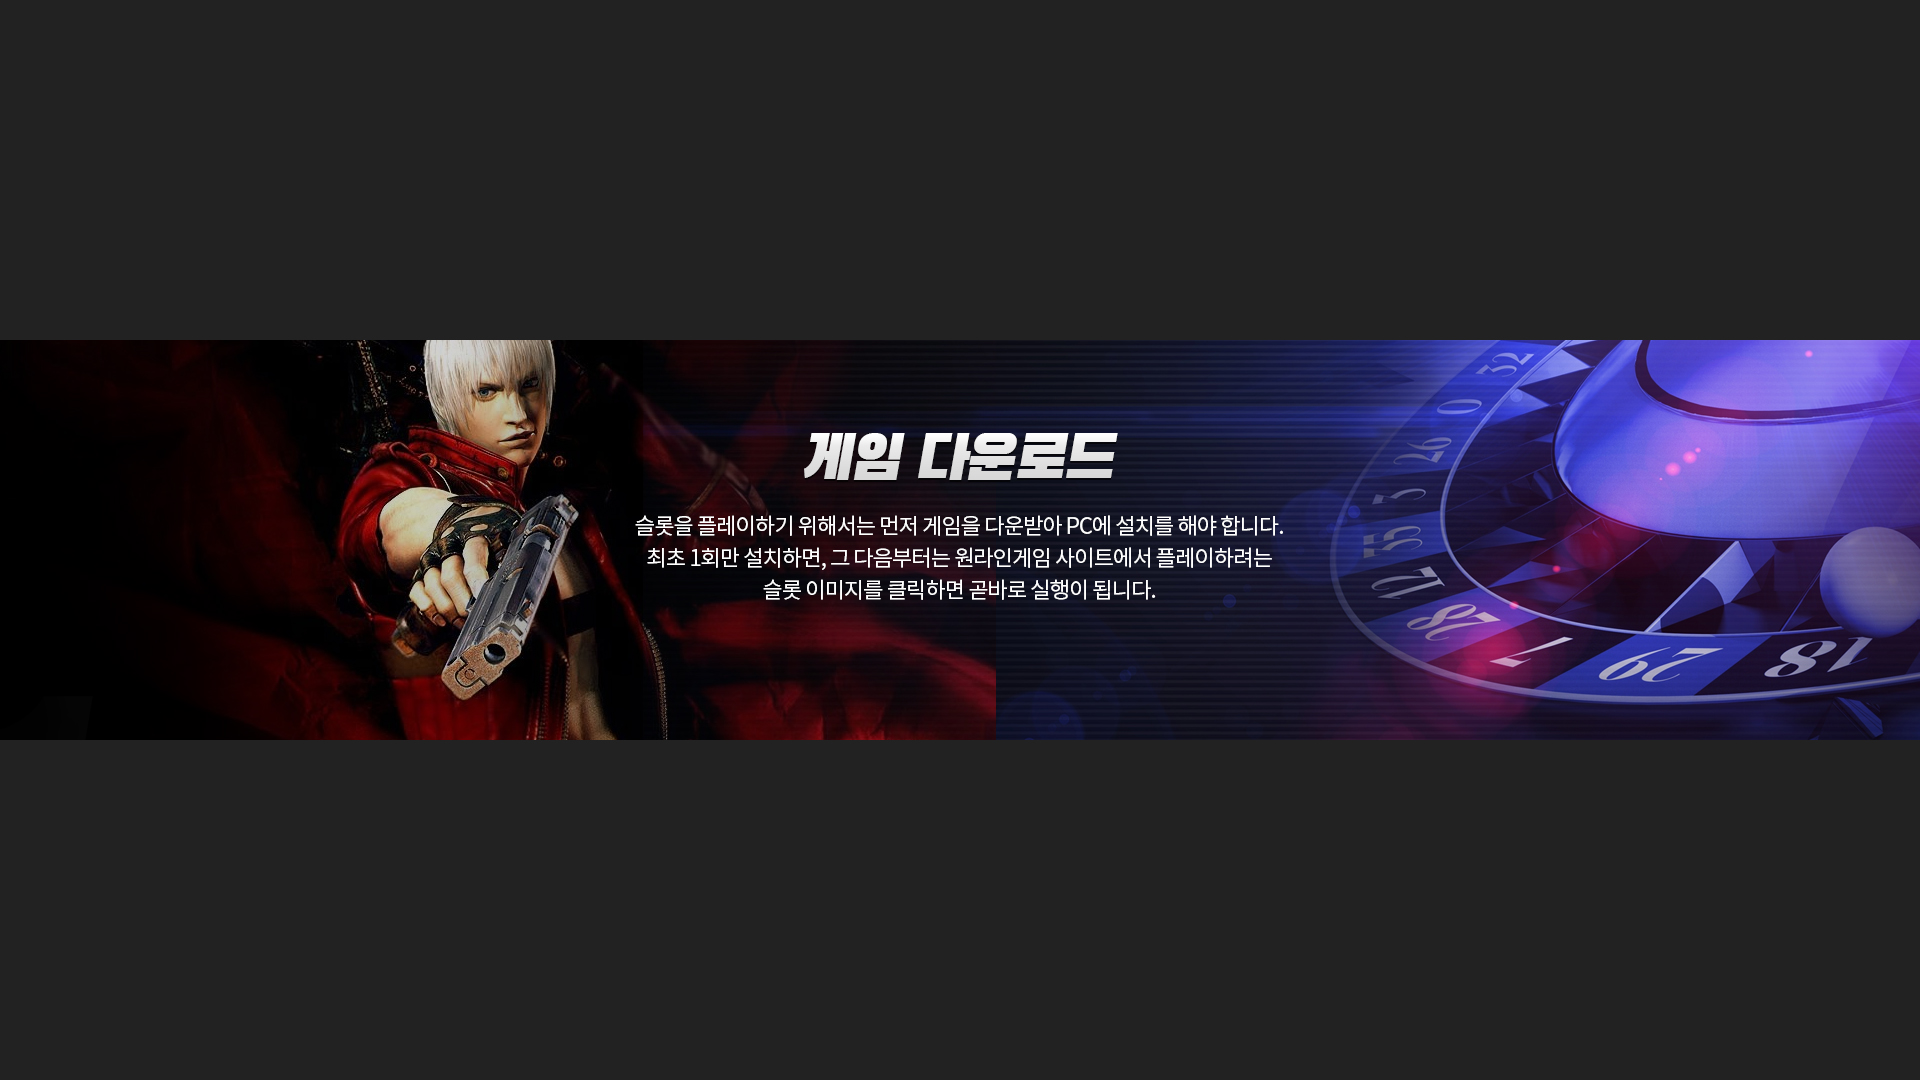 게임 다운로드
슬롯을 플레이하기 위해서는 먼저 게임을 다운받아 PC에 설치를 해야 합니다.
최초 1회만 설치하면, 그 다음부터는 원라인게임 사이트에서 플레이하려는
슬롯 이미지를 클릭하면 곧바로 실행이 됩니다.
32
0
26
3
35
12
28
7
29
18